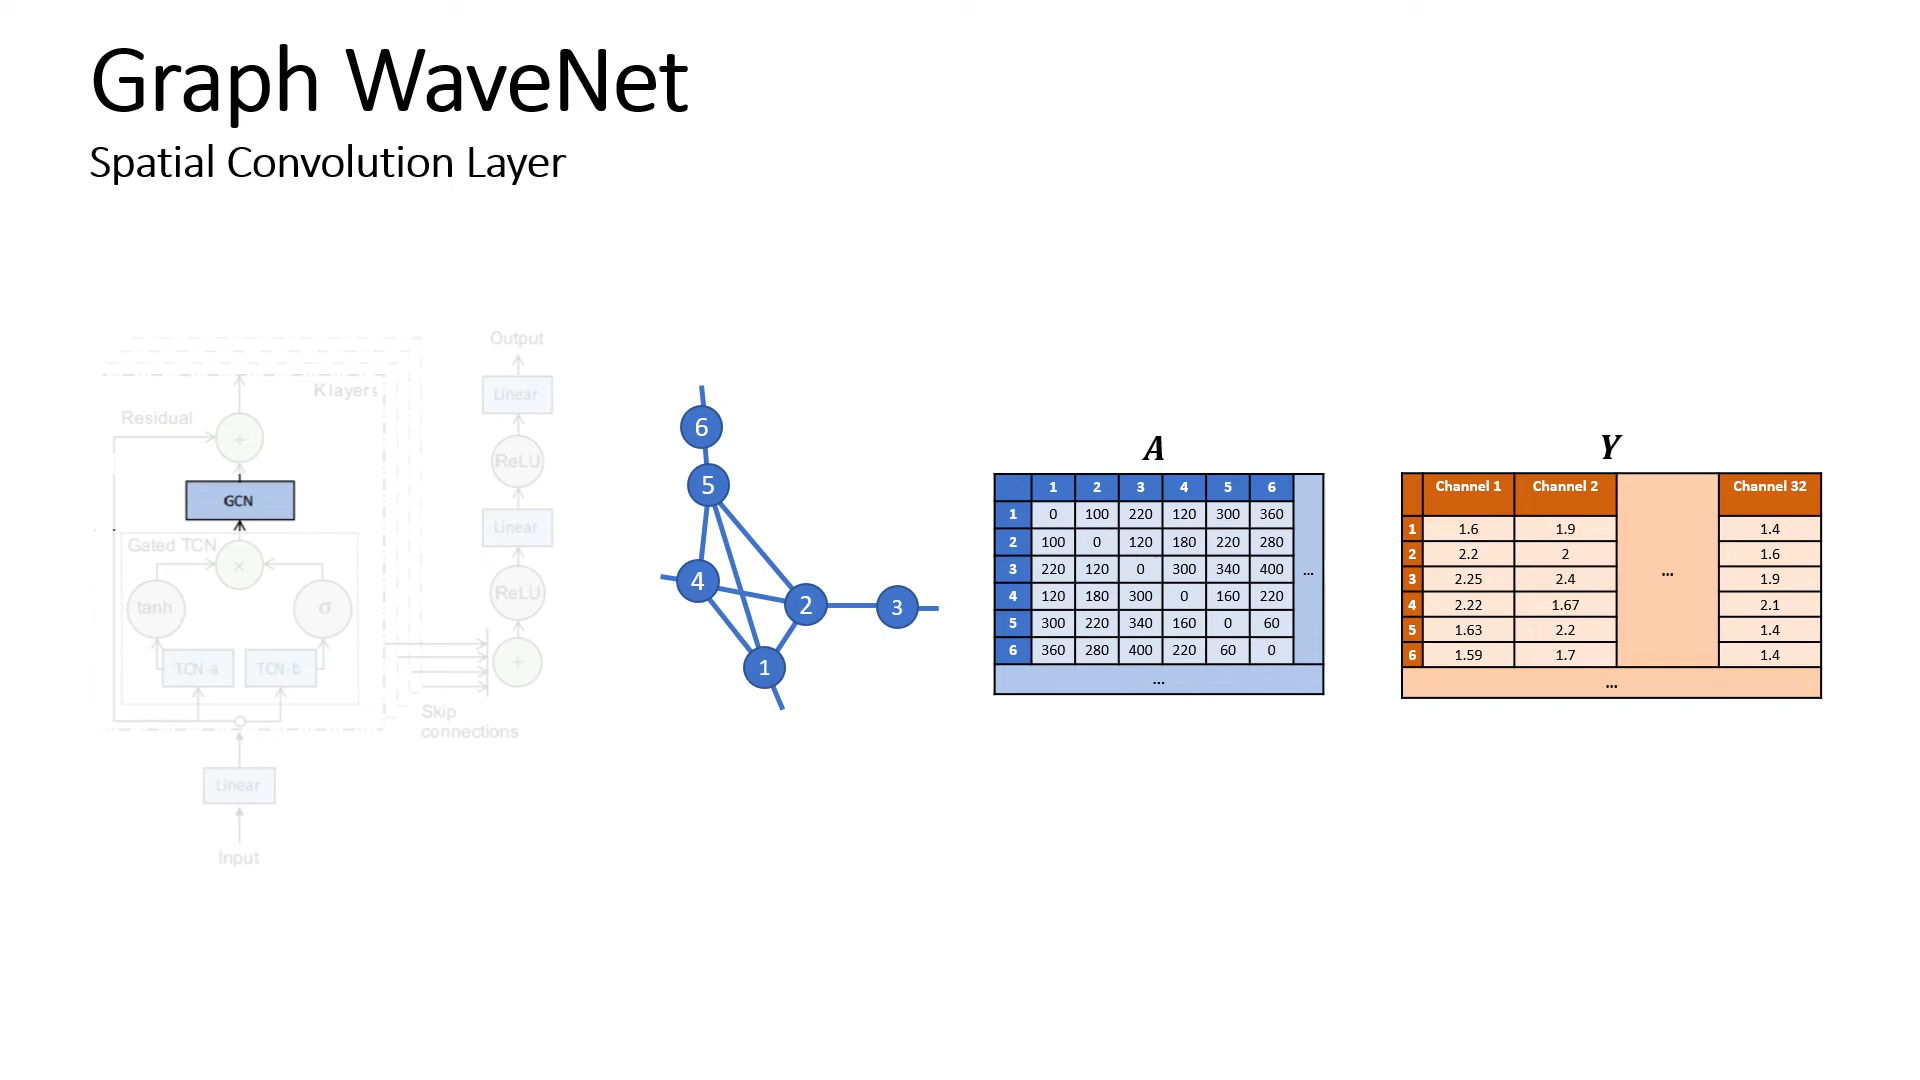 Graph WaveNet
Spatial Convolution Layer
Output
K layers
Linear
Residual
+
ReLU
GCN
Linear
Gated TCN
×
tanh
σ
ReLU
TCN-a
TCN-b
+
Skip
connections
Linear
Input
6
5
4
2
3
1
A
1 2 3 4 5 6
1 0 100 220 120 300 360
2 100 0 120 180 220 280
3 220 120 0 300 340 400 ...
4 120 180 300 0 160 220
5 300 220 340 160 0 60
6 360 280 400 220 60 0
...
Y
Channel 1 Channel 2 Channel 32
1 1.6 1.9 1.4
2 2.2 2 1.6
3 2.25 2.4 ... 1.9
4 2.22 1.67 2.1
5 1.63 2.2 1.4
6 1.59 1.7 1.4
...